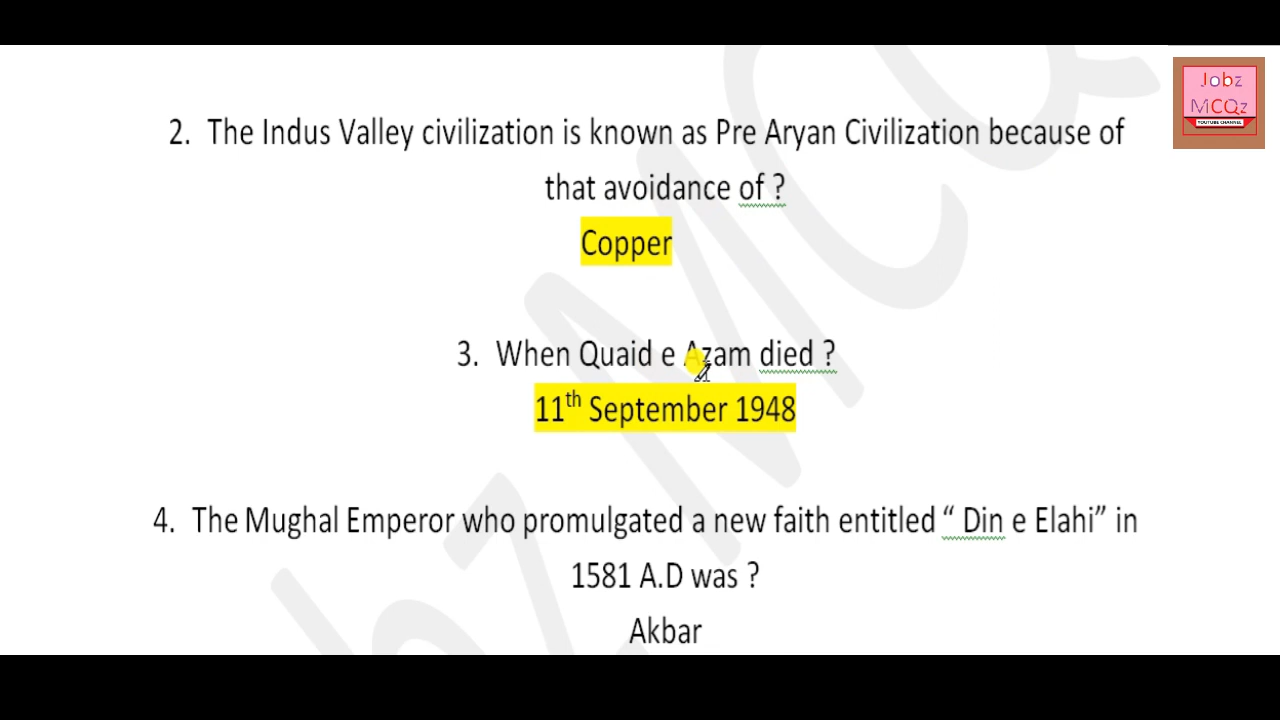 Jobz
MCQz
YOUTUBE CHANNEL
2. The Indus Valley civilization is known as Pre Aryan Civilization because of
that avoidance of ?
Copper
3. When Quaid e Azam died ?
11th September 1948
4. The Mughal Emperor who promulgated a new faith entitled “ Din e Elahi” in
1581 A.D was ?
Akbar